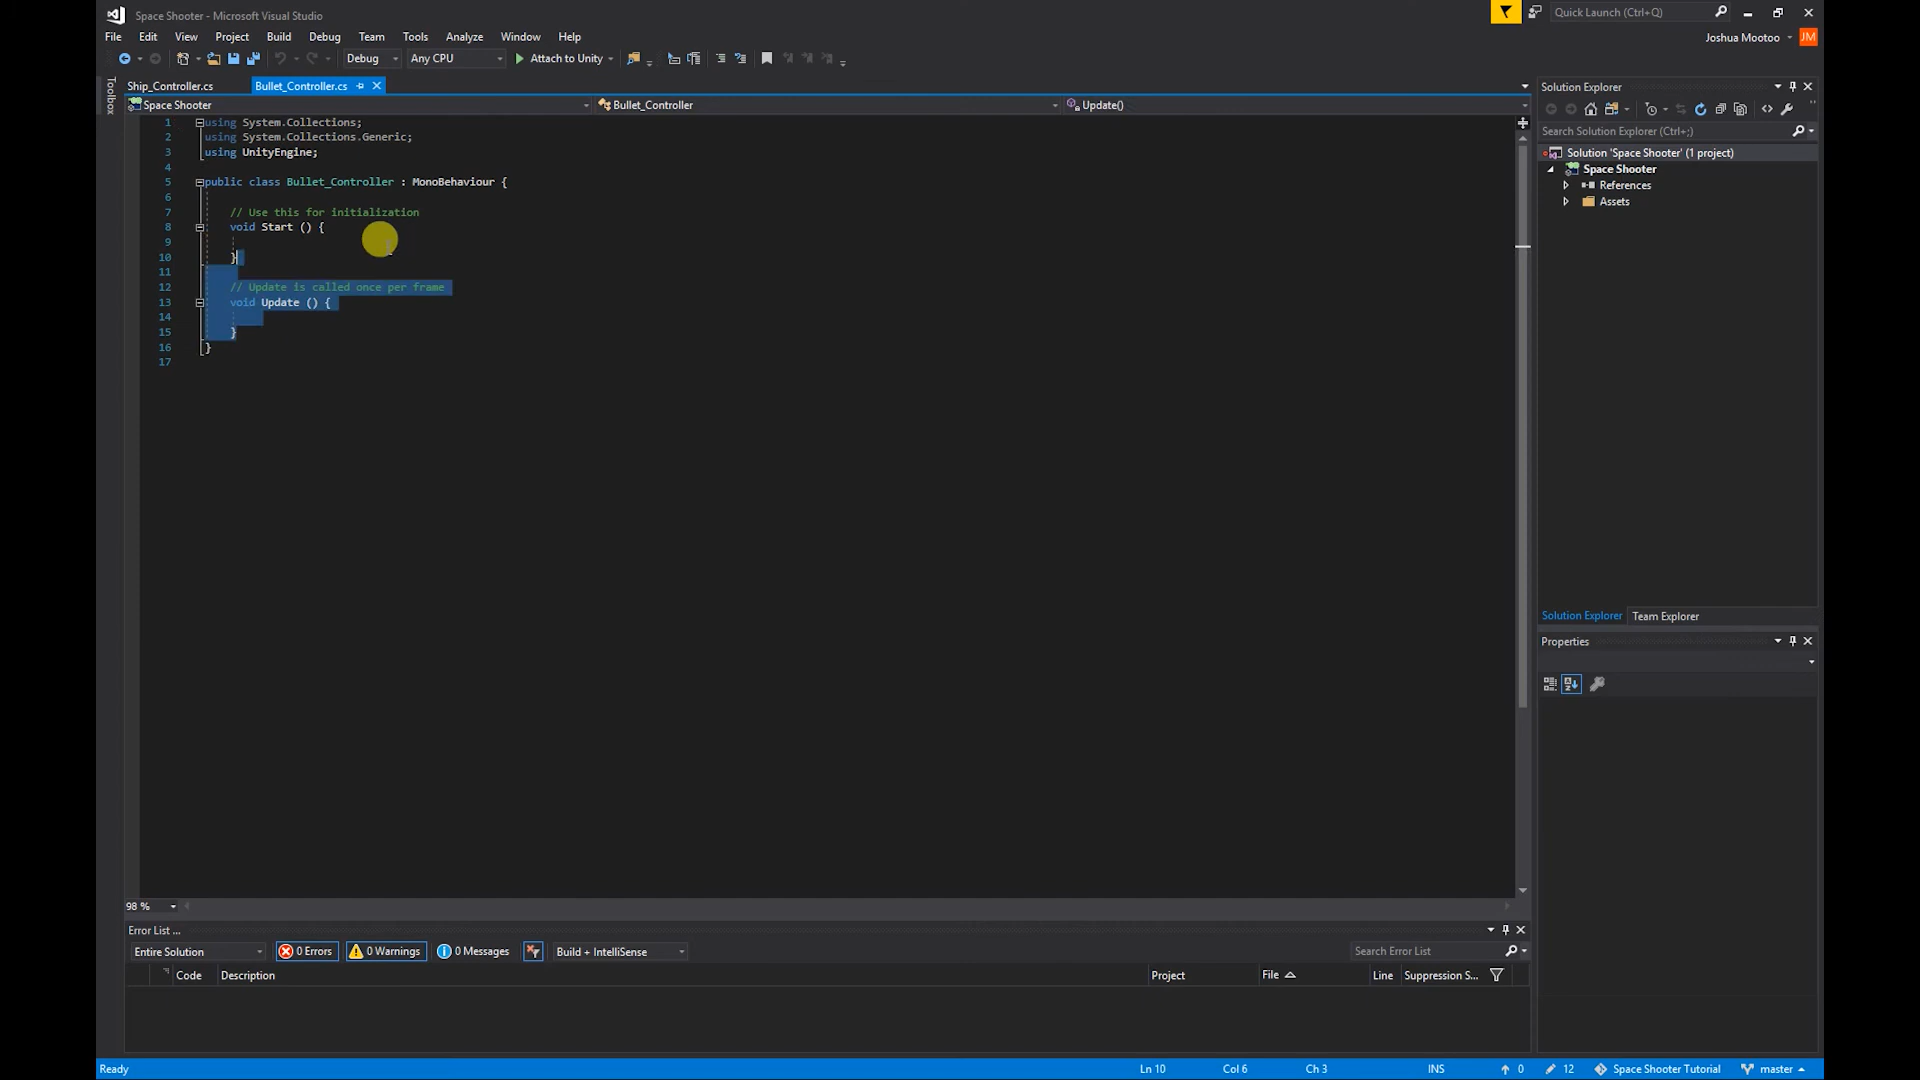 Space Shooter - Microsoft Visual Studio
Quick Launch (Ctrl+Q)
File Edit View Project Build Debug Team Tools Analyze Window Help
Joshua Mootoo JM
Debug Any CPU Attach to Unity
Toolbox
Ship_Controller.cs Bullet_Controller.cs
Space Shooter Bullet_Controller Update()
1 using System.Collections;
2 using System.Collections.Generic;
3 using UnityEngine;
4
5 public class Bullet_Controller : MonoBehaviour {
6
7 // Use this for initialization
8 void Start () {
9
10 }
11
12 // Update is called once per frame
13 void Update () {
14
15 }
16 }
17
98 %
Solution Explorer
Search Solution Explorer (Ctrl+;)
Solution 'Space Shooter' (1 project)
Space Shooter
References
Assets
Solution Explorer Team Explorer
Properties
Error List ...
Entire Solution 0 Errors 0 Warnings 0 Messages Build + IntelliSense Search Error List
Code Description Project File Line Suppression S...
Ready Ln 10 Col 6 Ch 3 INS 0 12 Space Shooter Tutorial master